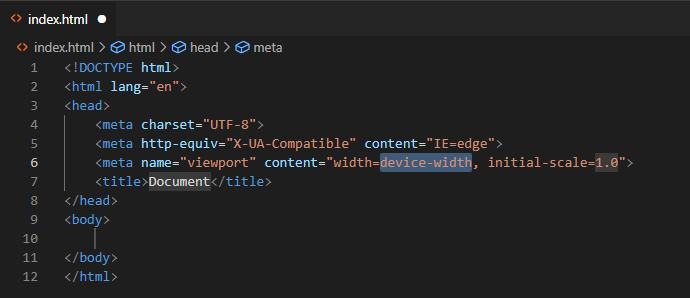 index.html
index.html > html > head > meta
1 <!DOCTYPE html>
2 <html lang="en">
3 <head>
4 <meta charset="UTF-8">
5 <meta http-equiv="X-UA-Compatible" content="IE=edge">
6 <meta name="viewport" content="width=device-width, initial-scale=1.0">
7 <title>Document</title>
8 </head>
9 <body>
10
11 </body>
12 </html>